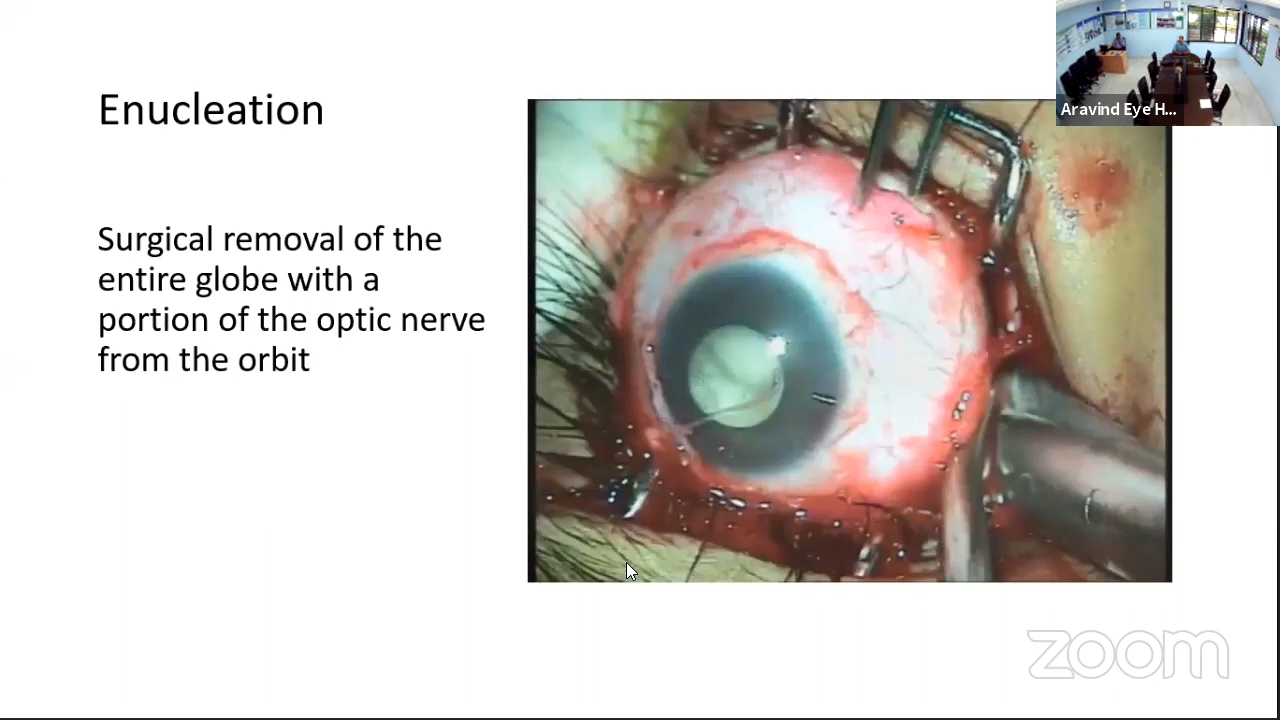 Enucleation
Surgical removal of the
entire globe with a
portion of the optic nerve
from the orbit
Aravind Eye H...
zoom